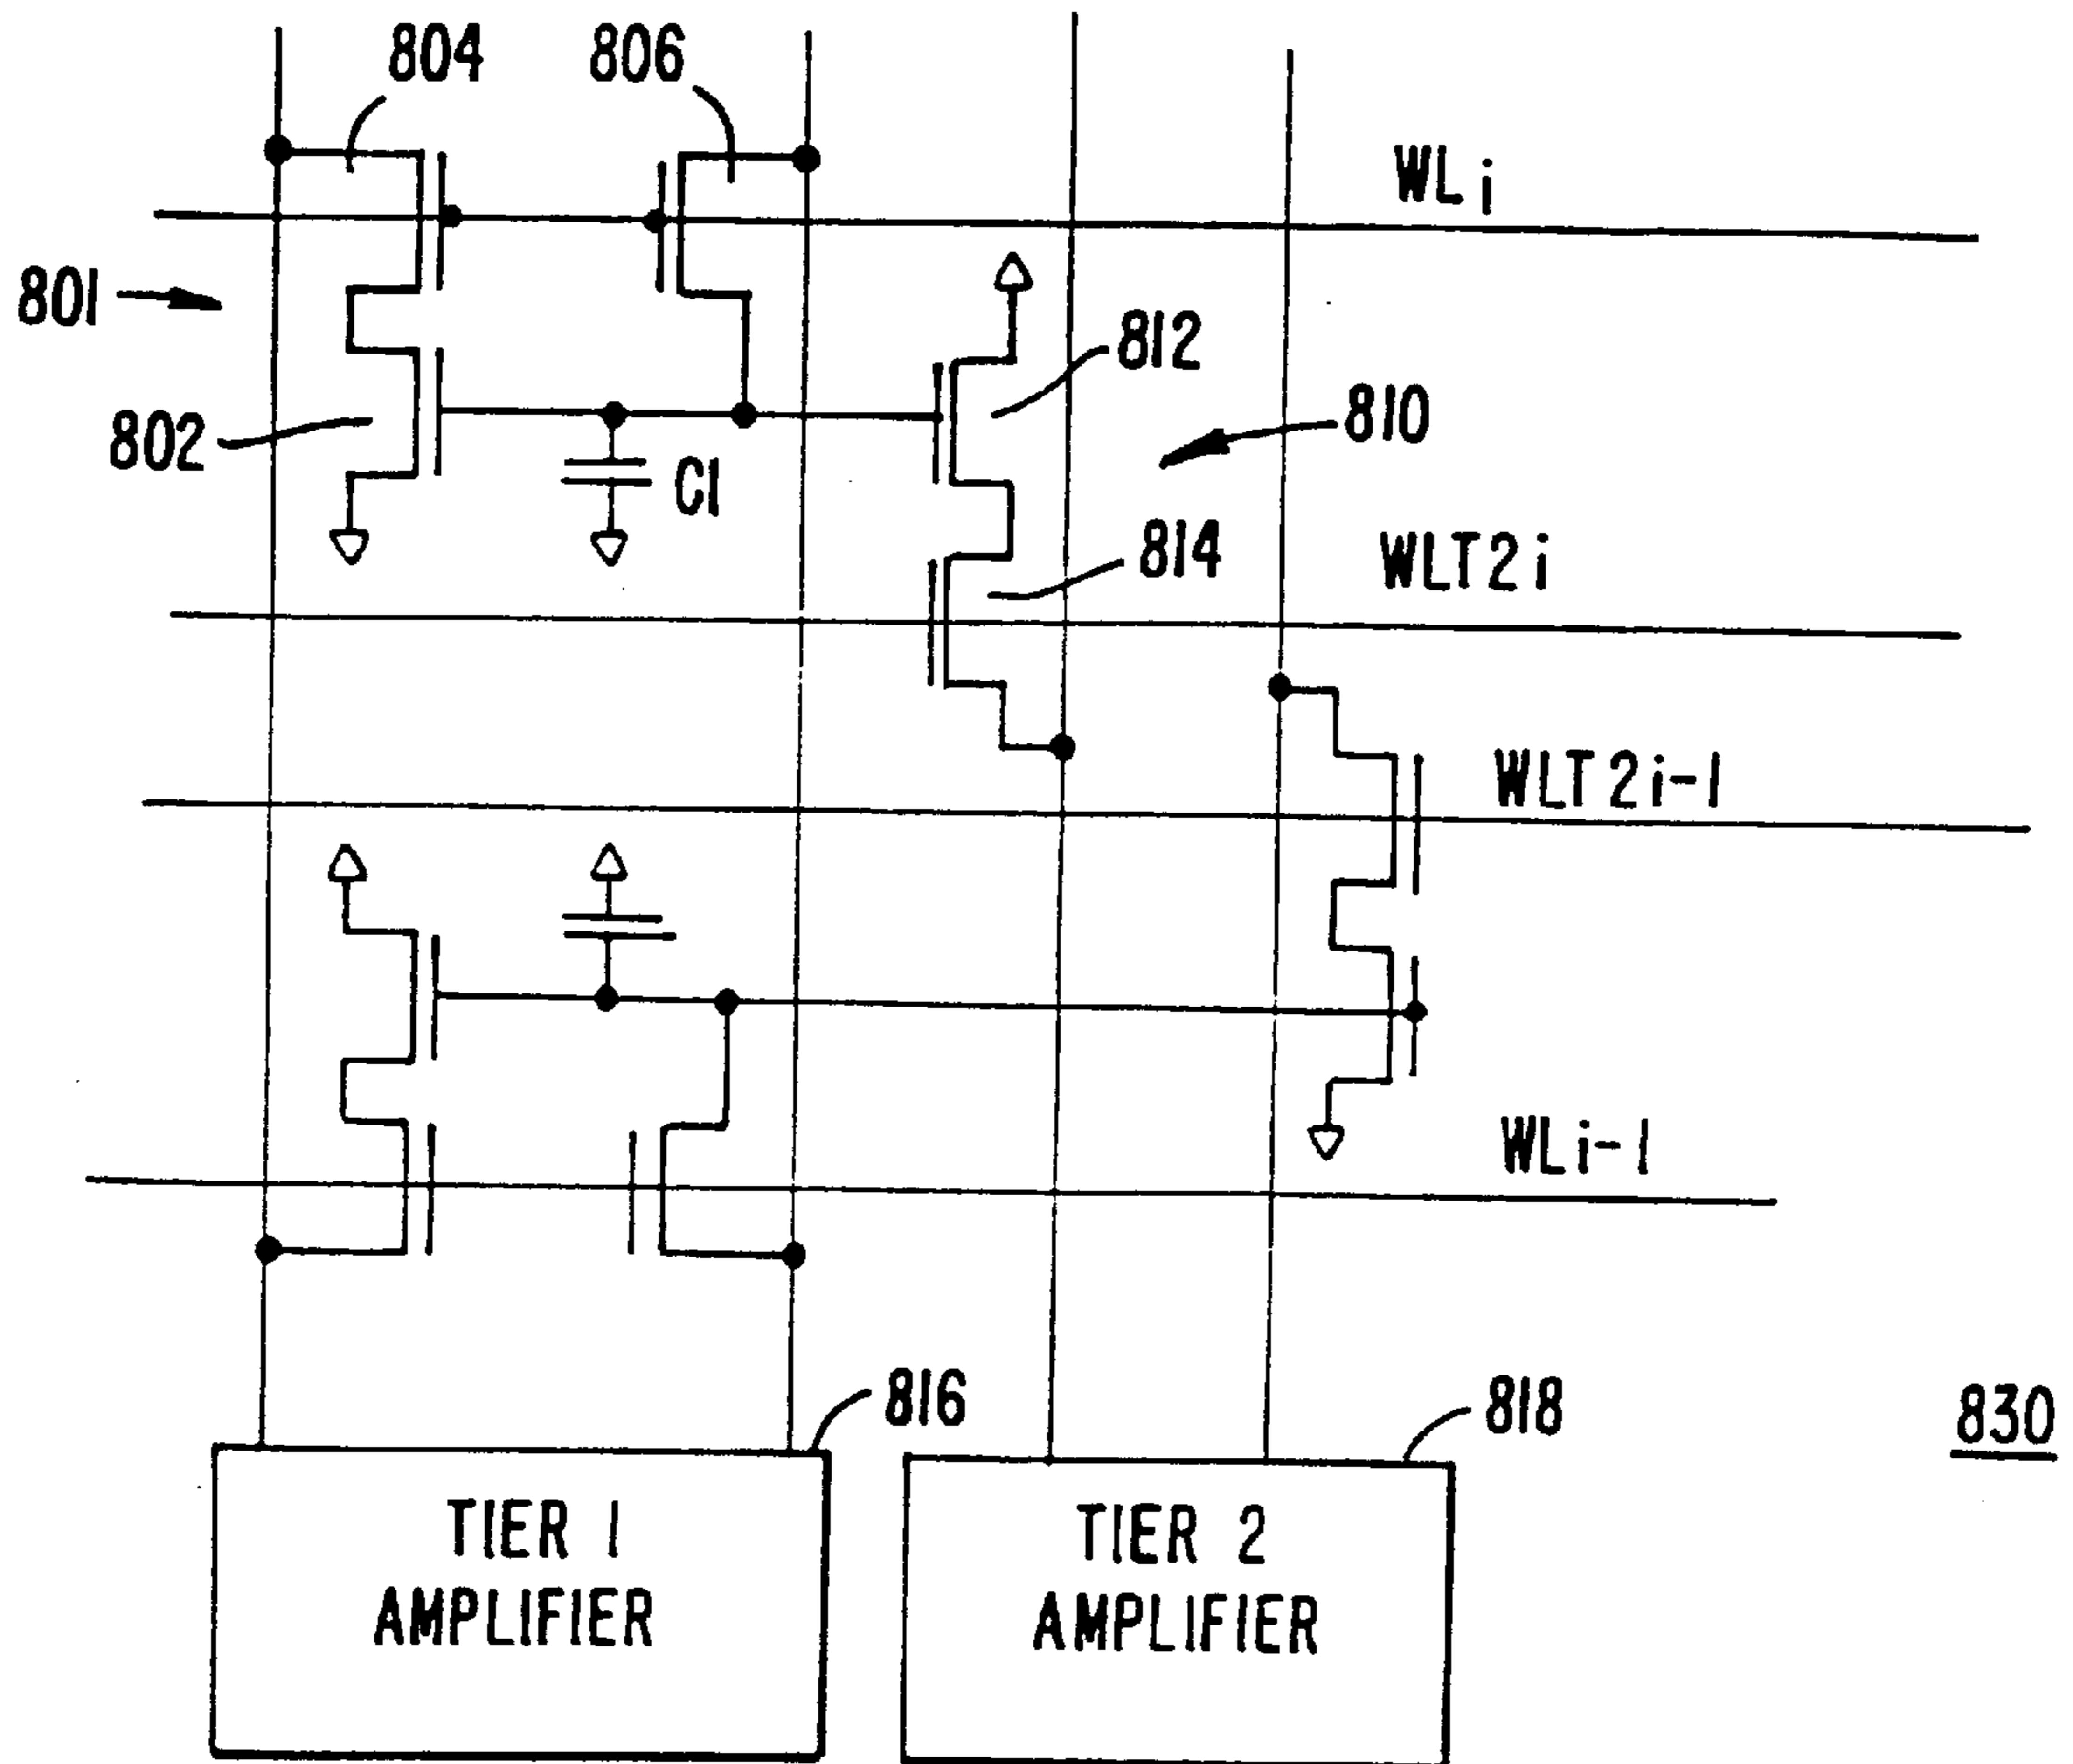 804
806
WLi
801
812
802
810
C1
814
WLT2i
WLT2i-1
WLi-1
816
818
830
TIER 1
AMPLIFIER
TIER 2
AMPLIFIER